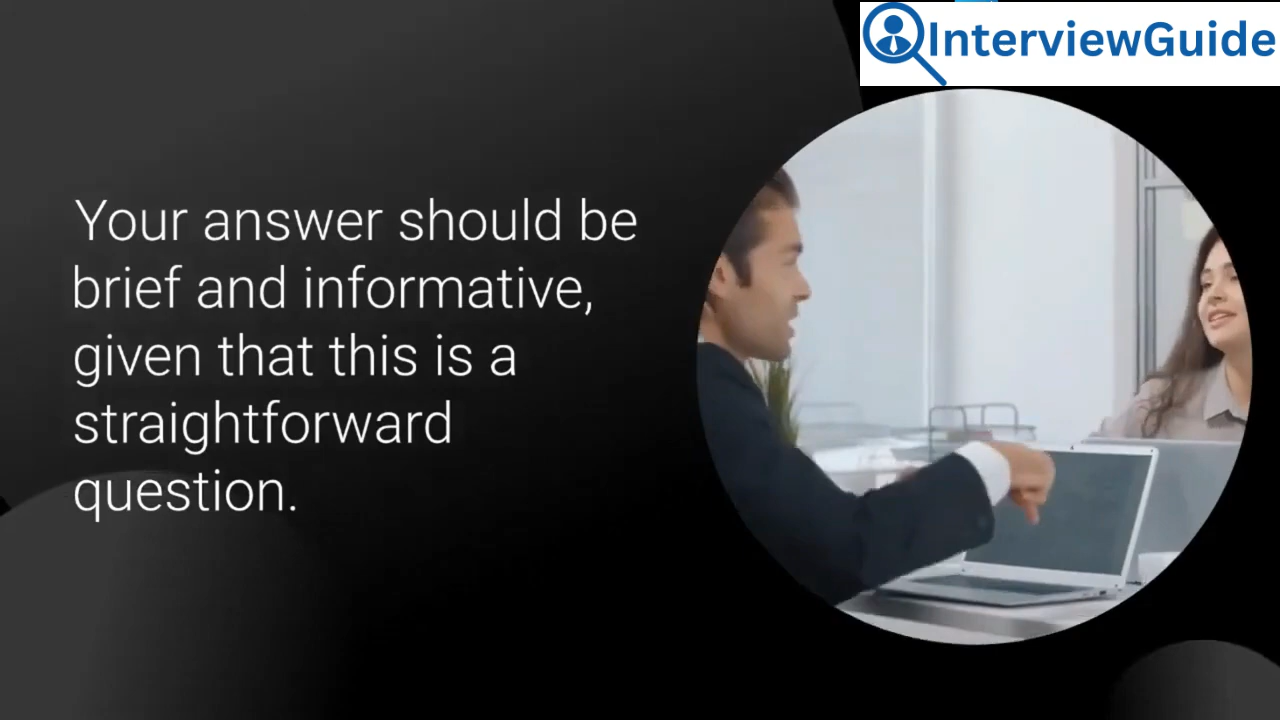 InterviewGuide
Your answer should be
brief and informative,
given that this is a
straightforward
question.